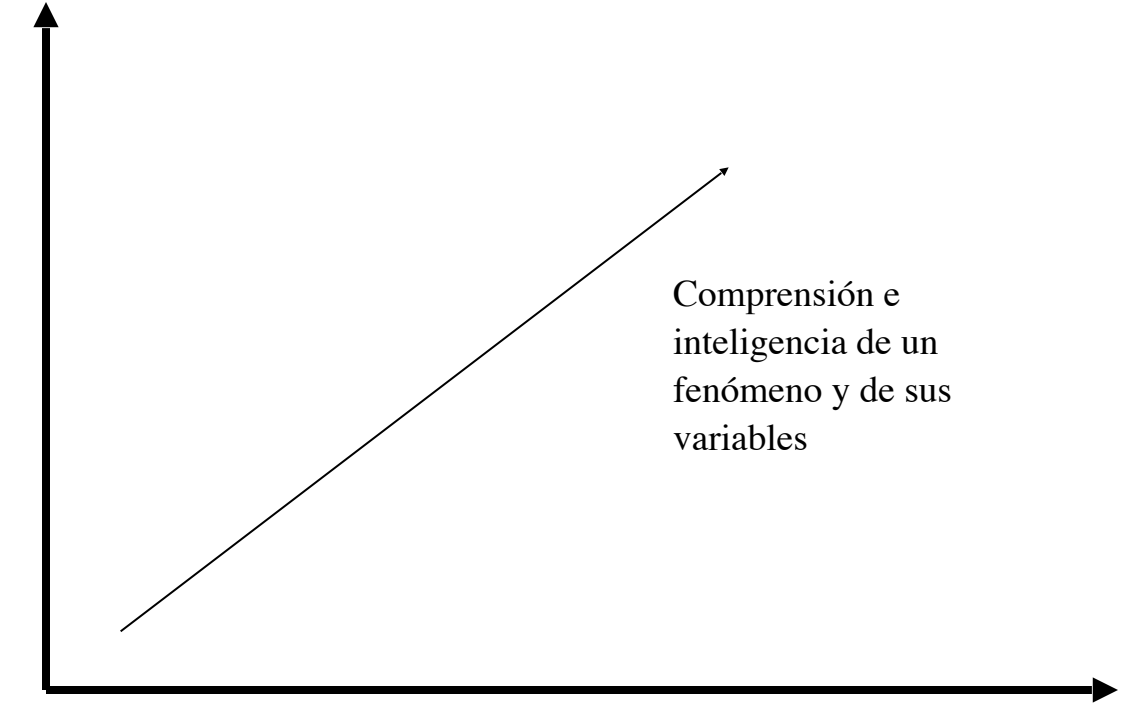 Comprensión e
inteligencia de un
fenómeno y de sus
variables